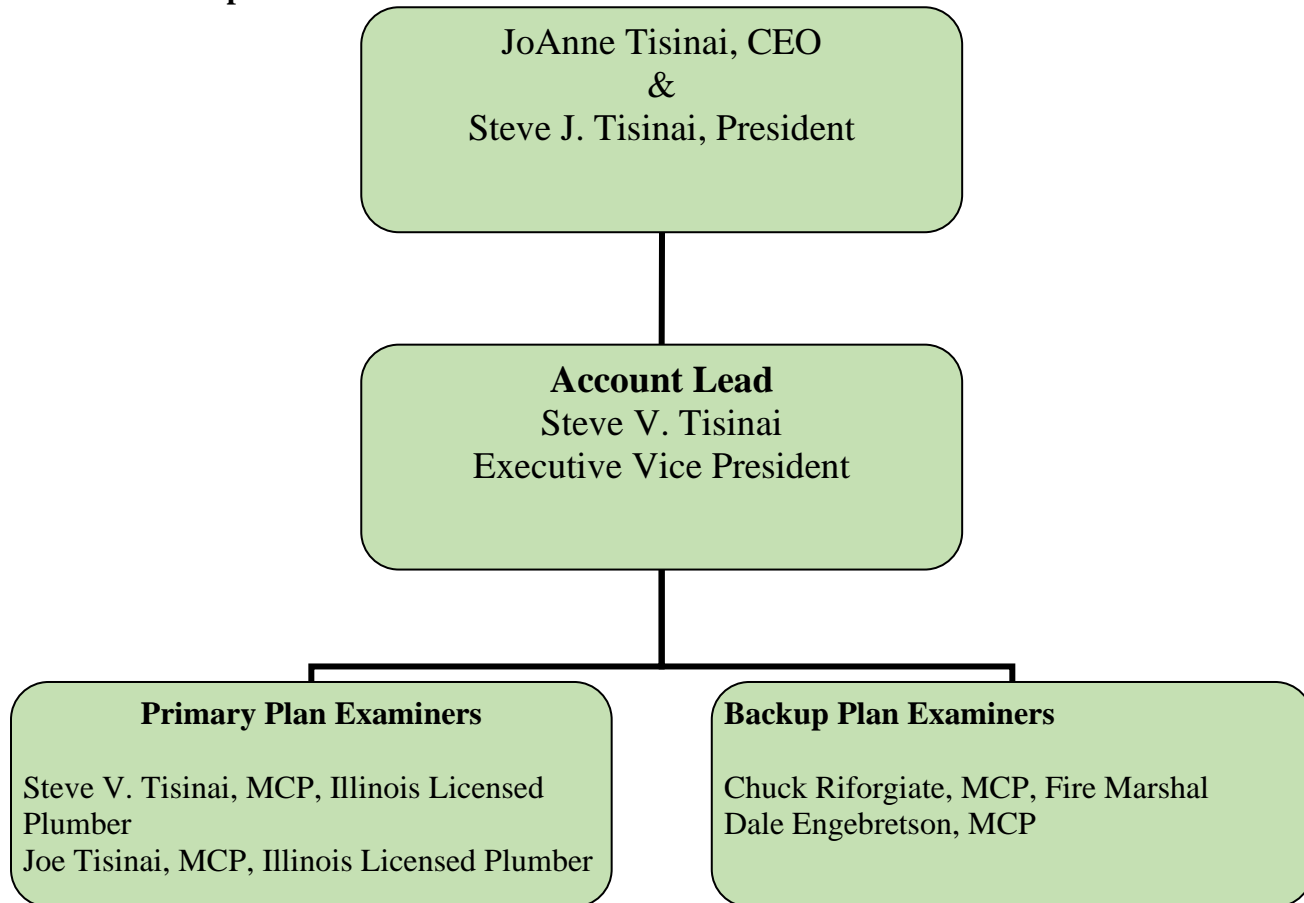 JoAnne Tisinai, CEO
&
Steve J. Tisinai, President
Account Lead
Steve V. Tisinai
Executive Vice President
Primary Plan Examiners
Steve V. Tisinai, MCP, Illinois Licensed
Plumber
Joe Tisinai, MCP, Illinois Licensed Plumber
Backup Plan Examiners
Chuck Riforgiate, MCP, Fire Marshal
Dale Engebretson, MCP